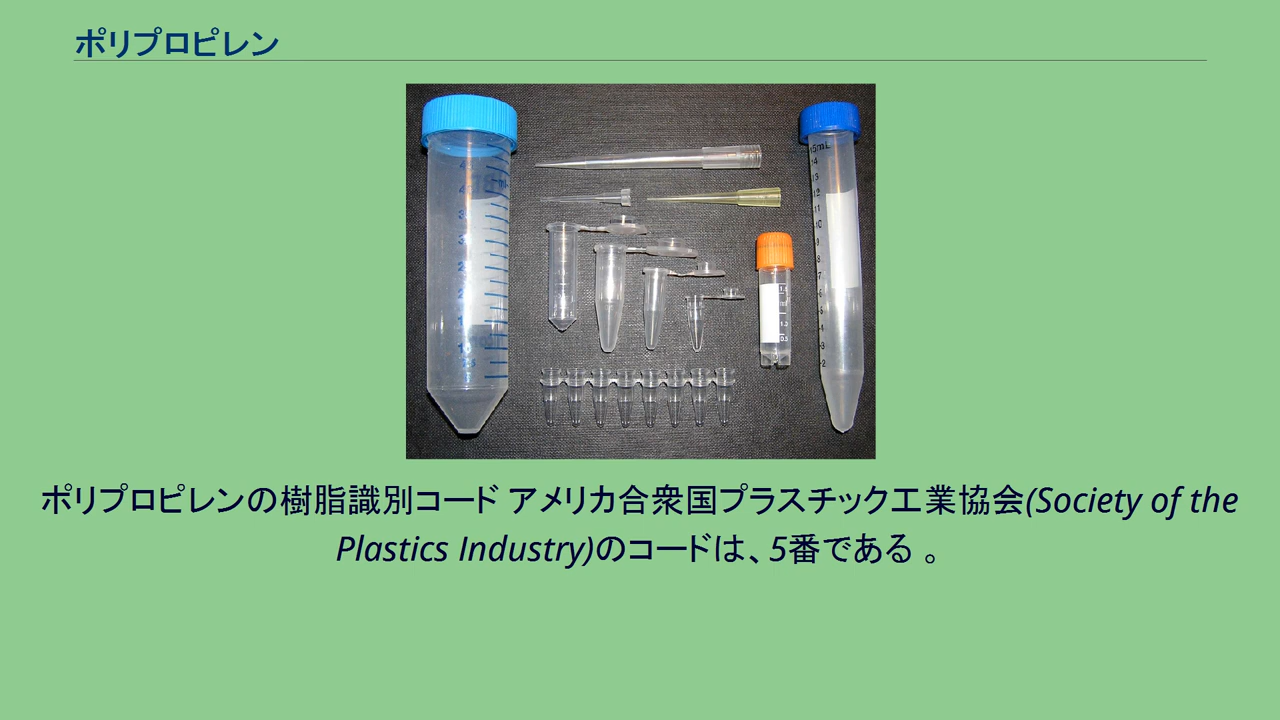 ポリプロピレン
ポリプロピレンの樹脂識別コード アメリカ合衆国プラスチック工業協会(Society of the
Plastics Industry)のコードは、5番である 。